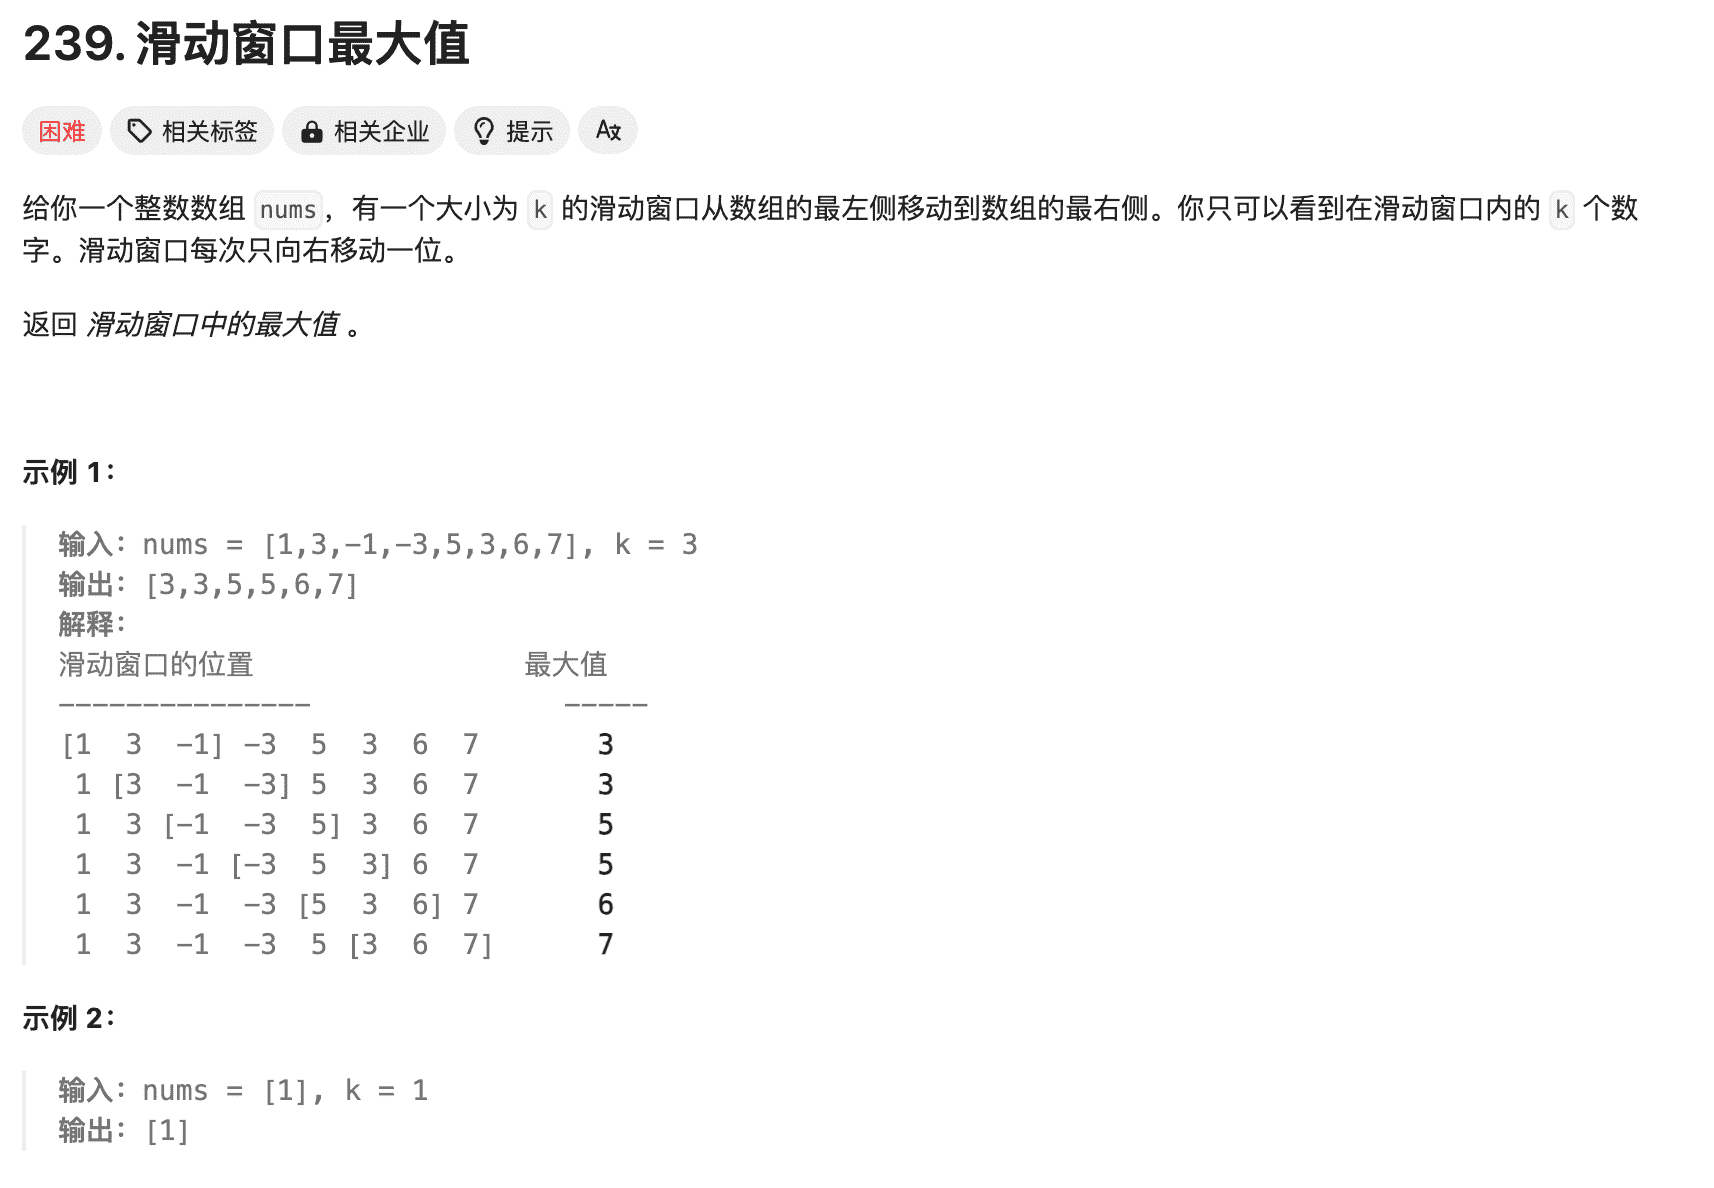 239. 滑动窗口最大值
困难 相关标签 相关企业 提示 A文
给你一个整数数组 nums，有一个大小为 k 的滑动窗口从数组的最左侧移动到数组的最右侧。你只可以看到在滑动窗口内的 k 个数
字。滑动窗口每次只向右移动一位。
返回 滑动窗口中的最大值 。
示例 1：
输入：nums = [1,3,-1,-3,5,3,6,7], k = 3
输出：[3,3,5,5,6,7]
解释：
滑动窗口的位置                最大值
---------------               -----
[1  3  -1] -3  5  3  6  7       3
 1 [3  -1  -3] 5  3  6  7       3
 1  3 [-1  -3  5] 3  6  7       5
 1  3  -1 [-3  5  3] 6  7       5
 1  3  -1  -3 [5  3  6] 7       6
 1  3  -1  -3  5 [3  6  7]      7
示例 2：
输入：nums = [1], k = 1
输出：[1]